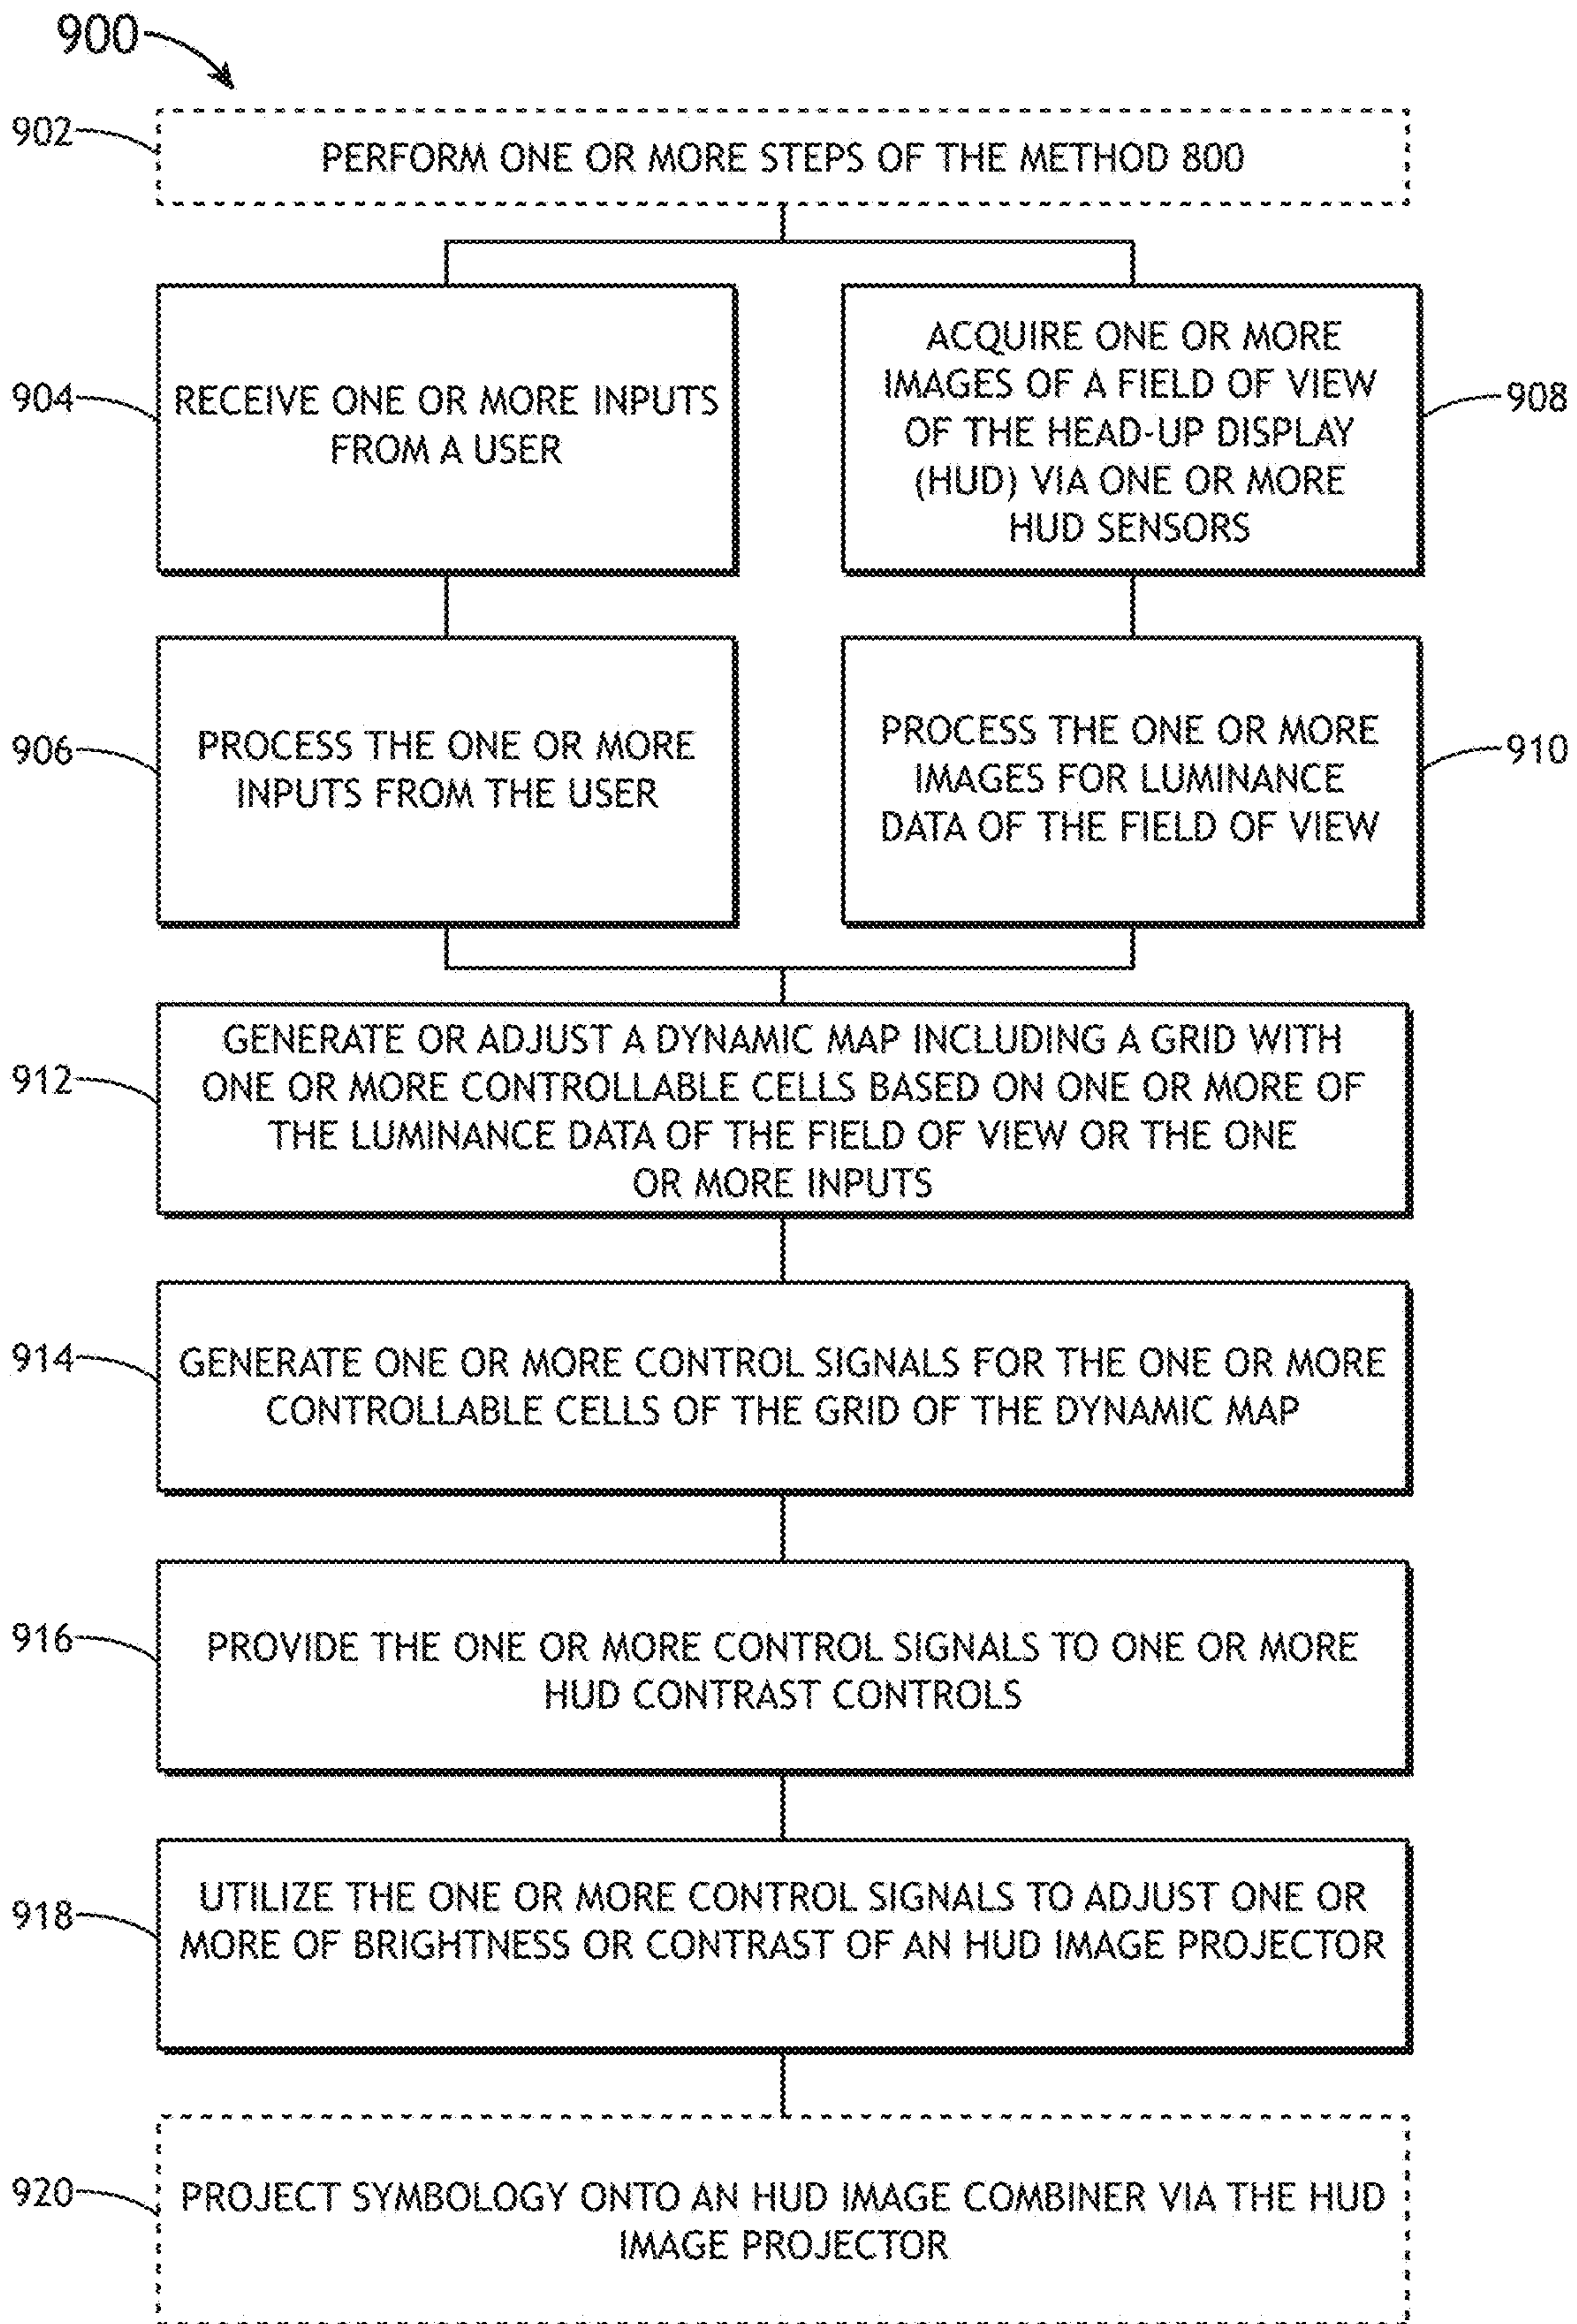 900
902
PERFORM ONE OR MORE STEPS OF THE METHOD 800
904
RECEIVE ONE OR MORE INPUTS
FROM A USER
ACQUIRE ONE OR MORE
IMAGES OF A FIELD OF VIEW
OF THE HEAD-UP DISPLAY
(HUD) VIA ONE OR MORE
HUD SENSORS
908
906
PROCESS THE ONE OR MORE
INPUTS FROM THE USER
PROCESS THE ONE OR MORE
IMAGES FOR LUMINANCE
DATA OF THE FIELD OF VIEW
910
912
GENERATE OR ADJUST A DYNAMIC MAP INCLUDING A GRID WITH
ONE OR MORE CONTROLLABLE CELLS BASED ON ONE OR MORE OF
THE LUMINANCE DATA OF THE FIELD OF VIEW OR THE ONE
OR MORE INPUTS
914
GENERATE ONE OR MORE CONTROL SIGNALS FOR THE ONE OR MORE
CONTROLLABLE CELLS OF THE GRID OF THE DYNAMIC MAP
916
PROVIDE THE ONE OR MORE CONTROL SIGNALS TO ONE OR MORE
HUD CONTRAST CONTROLS
918
UTILIZE THE ONE OR MORE CONTROL SIGNALS TO ADJUST ONE OR
MORE OF BRIGHTNESS OR CONTRAST OF AN HUD IMAGE PROJECTOR
920
PROJECT SYMBOLOGY ONTO AN HUD IMAGE COMBINER VIA THE HUD
IMAGE PROJECTOR